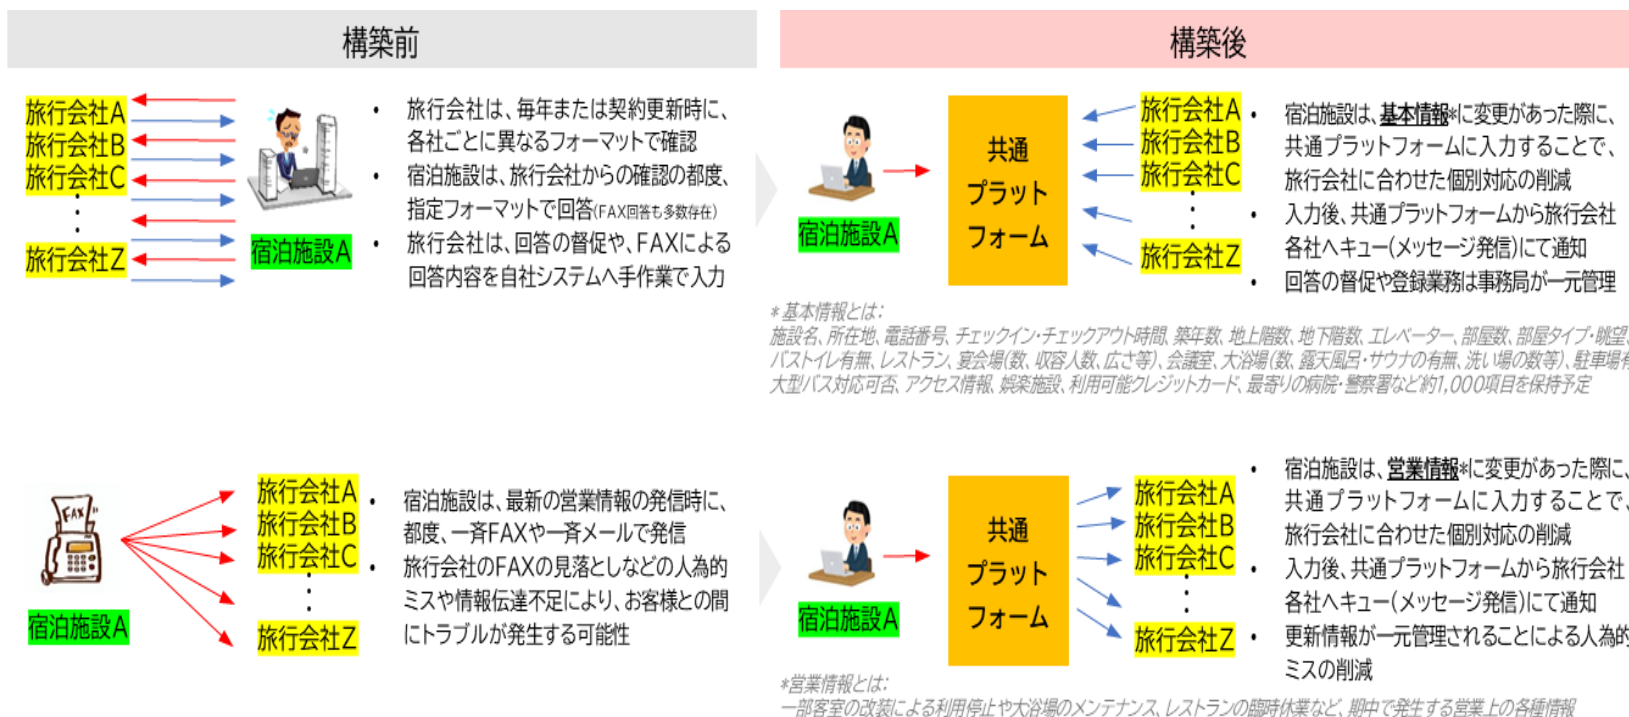 構築前
旅行会社A
旅行会社B
旅行会社C
旅行会社Z
宿泊施設A
• 旅行会社は、毎年または契約更新時に、
各社ごとに異なるフォーマットで確認
• 宿泊施設は、旅行会社からの確認の都度、
指定フォーマットで回答(FAX回答も多数存在)
• 旅行会社は、回答の督促や、FAXによる
回答内容を自社システムへ手作業で入力
構築後
宿泊施設A
共通
プラット
フォーム
旅行会社A
旅行会社B
旅行会社C
旅行会社Z
• 宿泊施設は、基本情報*に変更があった際に、
共通プラットフォームに入力することで、
旅行会社に合わせた個別対応の削減
• 入力後、共通プラットフォームから旅行会社
各社へキュー(メッセージ発信)にて通知
• 回答の督促や登録業務は事務局が一元管理
*基本情報とは:
施設名、所在地、電話番号、チェックイン・チェックアウト時間、築年数、地上階数、地下階数、エレベーター、部屋数、部屋タイプ・眺望、
バストイレ有無、レストラン、宴会場(数、収容人数、広さ等)、会議室、大浴場(数、露天風呂・サウナの有無、洗い場の数等)、駐車場有
大型バス対応可否、アクセス情報、娯楽施設、利用可能クレジットカード、最寄りの病院・警察署など約1,000項目を保持予定
FAX
宿泊施設A
旅行会社A
旅行会社B
旅行会社C
旅行会社Z
• 宿泊施設は、最新の営業情報の発信時に、
都度、一斉FAXや一斉メールで発信
• 旅行会社のFAXの見落としなどの人為的
ミスや情報伝達不足により、お客様との間
にトラブルが発生する可能性
宿泊施設A
共通
プラット
フォーム
旅行会社A
旅行会社B
旅行会社C
旅行会社Z
• 宿泊施設は、営業情報*に変更があった際に、
共通プラットフォームに入力することで、
旅行会社に合わせた個別対応の削減
• 入力後、共通プラットフォームから旅行会社
各社へキュー(メッセージ発信)にて通知
• 更新情報が一元管理されることによる人為的
ミスの削減
*営業情報とは:
一部客室の改装による利用停止や大浴場のメンテナンス、レストランの臨時休業など、期中で発生する営業上の各種情報